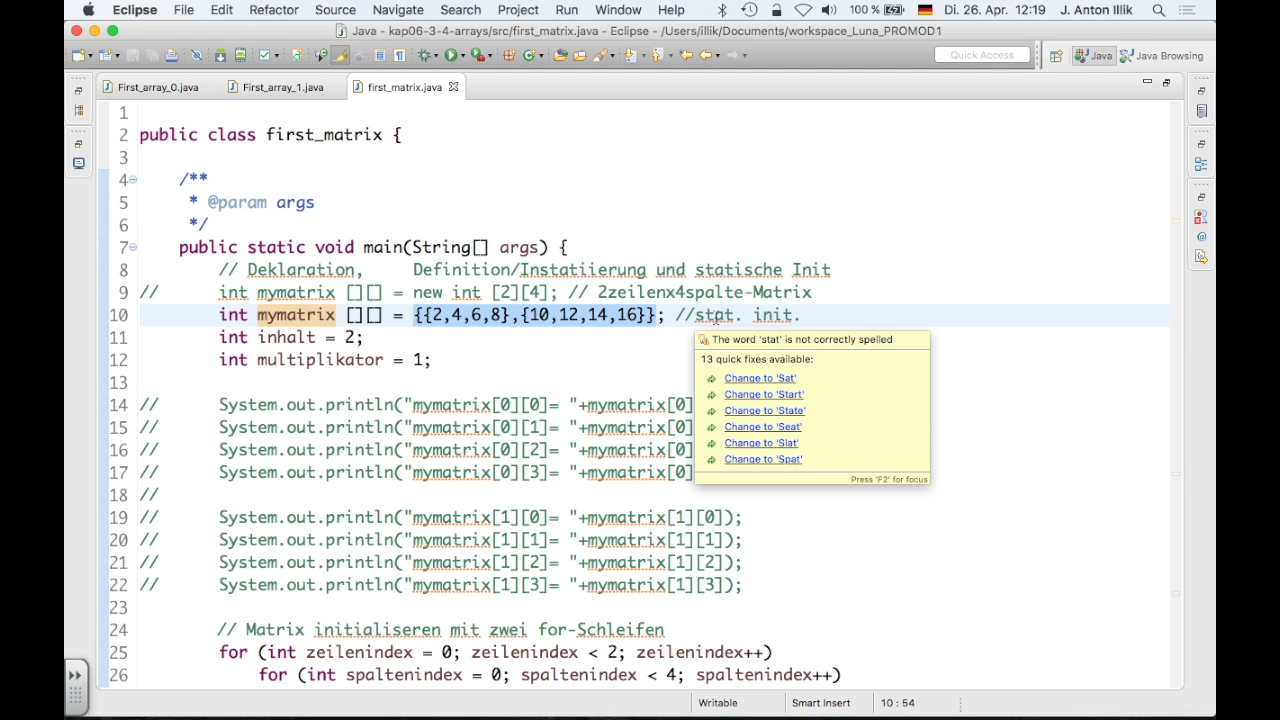 Eclipse File Edit Refactor Source Navigate Search Project Run Window Help 100 % Di. 26. Apr. 12:19 J. Anton Illik
Java - kap06-3-4-arrays/src/first_matrix.java - Eclipse - /Users/illik/Documents/workspace_Luna_PROMOD1
Quick Access Java Java Browsing
First_array_0.java First_array_1.java first_matrix.java
1
2 public class first_matrix {
3
4 /**
5 * @param args
6 */
7 public static void main(String[] args) {
8 // Deklaration, Definition/Instatiierung und statische Init
9 // int mymatrix [][] = new int [2][4]; // 2zeilenx4spalte-Matrix
10 int mymatrix [][] = {{2,4,6,8},{10,12,14,16}}; //stat. init.
11 int inhalt = 2;
12 int multiplikator = 1;
13
14 // System.out.println("mymatrix[0][0]= "+mymatrix[0]
15 // System.out.println("mymatrix[0][1]= "+mymatrix[0]
16 // System.out.println("mymatrix[0][2]= "+mymatrix[0]
17 // System.out.println("mymatrix[0][3]= "+mymatrix[0]
18 //
19 // System.out.println("mymatrix[1][0]= "+mymatrix[1][0]);
20 // System.out.println("mymatrix[1][1]= "+mymatrix[1][1]);
21 // System.out.println("mymatrix[1][2]= "+mymatrix[1][2]);
22 // System.out.println("mymatrix[1][3]= "+mymatrix[1][3]);
23
24 // Matrix initialiseren mit zwei for-Schleifen
25 for (int zeilenindex = 0; zeilenindex < 2; zeilenindex++)
26 for (int spaltenindex = 0; spaltenindex < 4; spaltenindex++)
The word 'stat' is not correctly spelled
13 quick fixes available:
Change to 'Sat'
Change to 'Start'
Change to 'State'
Change to 'Seat'
Change to 'Slat'
Change to 'Spat'
Press 'F2' for focus
Writable Smart Insert 10 : 54